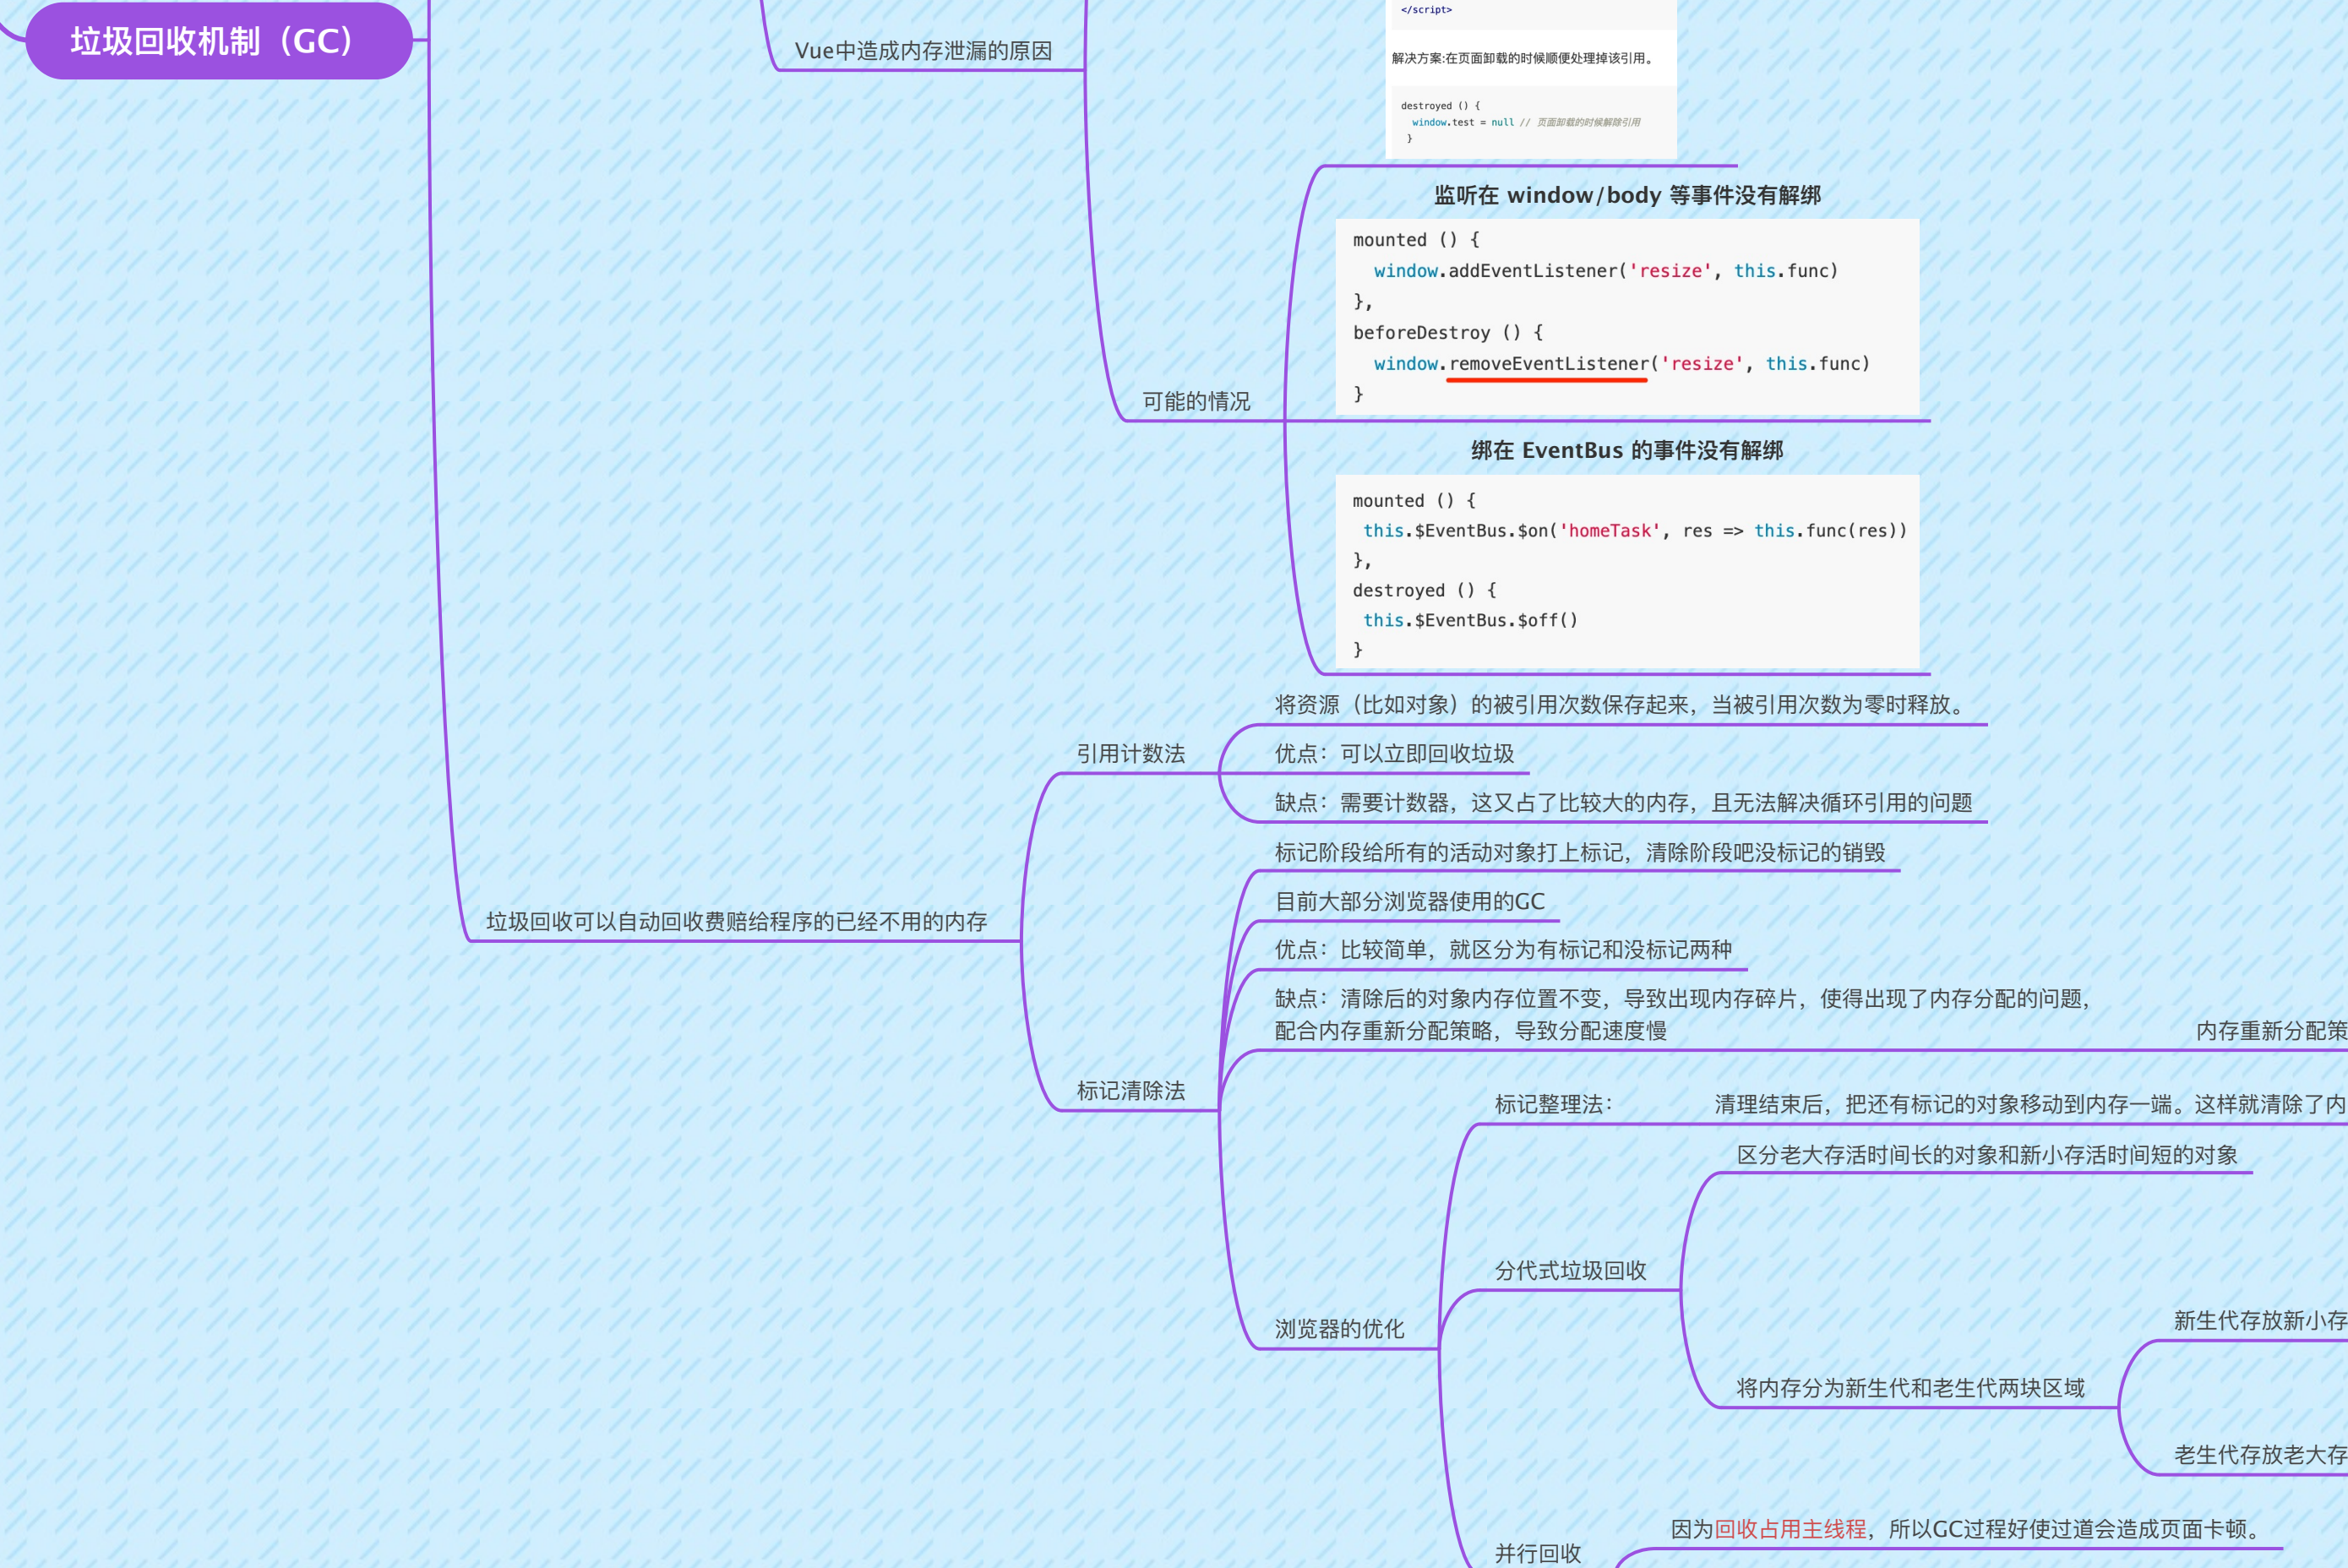 垃圾回收机制（GC）
Vue中造成内存泄漏的原因
可能的情况
</script>
解决方案:在页面卸载的时候顺便处理掉该引用。
destroyed () {
window.test = null // 页面卸载的时候解除引用
}
监听在 window/body 等事件没有解绑
mounted () {
window.addEventListener('resize', this.func)
},
beforeDestroy () {
window.removeEventListener('resize', this.func)
}
绑在 EventBus 的事件没有解绑
mounted () {
this.$EventBus.$on('homeTask', res => this.func(res))
},
destroyed () {
this.$EventBus.$off()
}
垃圾回收可以自动回收费赔给程序的已经不用的内存
引用计数法
将资源（比如对象）的被引用次数保存起来，当被引用次数为零时释放。
优点：可以立即回收垃圾
缺点：需要计数器，这又占了比较大的内存，且无法解决循环引用的问题
标记清除法
标记阶段给所有的活动对象打上标记，清除阶段吧没标记的销毁
目前大部分浏览器使用的GC
优点：比较简单，就区分为有标记和没标记两种
缺点：清除后的对象内存位置不变，导致出现内存碎片，使得出现了内存分配的问题，
配合内存重新分配策略，导致分配速度慢
内存重新分配策
浏览器的优化
标记整理法：
清理结束后，把还有标记的对象移动到内存一端。这样就清除了内
分代式垃圾回收
区分老大存活时间长的对象和新小存活时间短的对象
将内存分为新生代和老生代两块区域
新生代存放新小存
老生代存放老大存
并行回收
因为回收占用主线程，所以GC过程好使过道会造成页面卡顿。